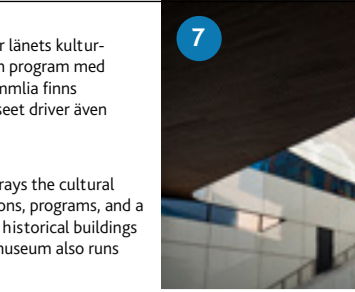 r länets kultur-
n program med
mmlia finns
seet driver även
rays the cultural
ons, programs, and a
historical buildings
museum also runs
7